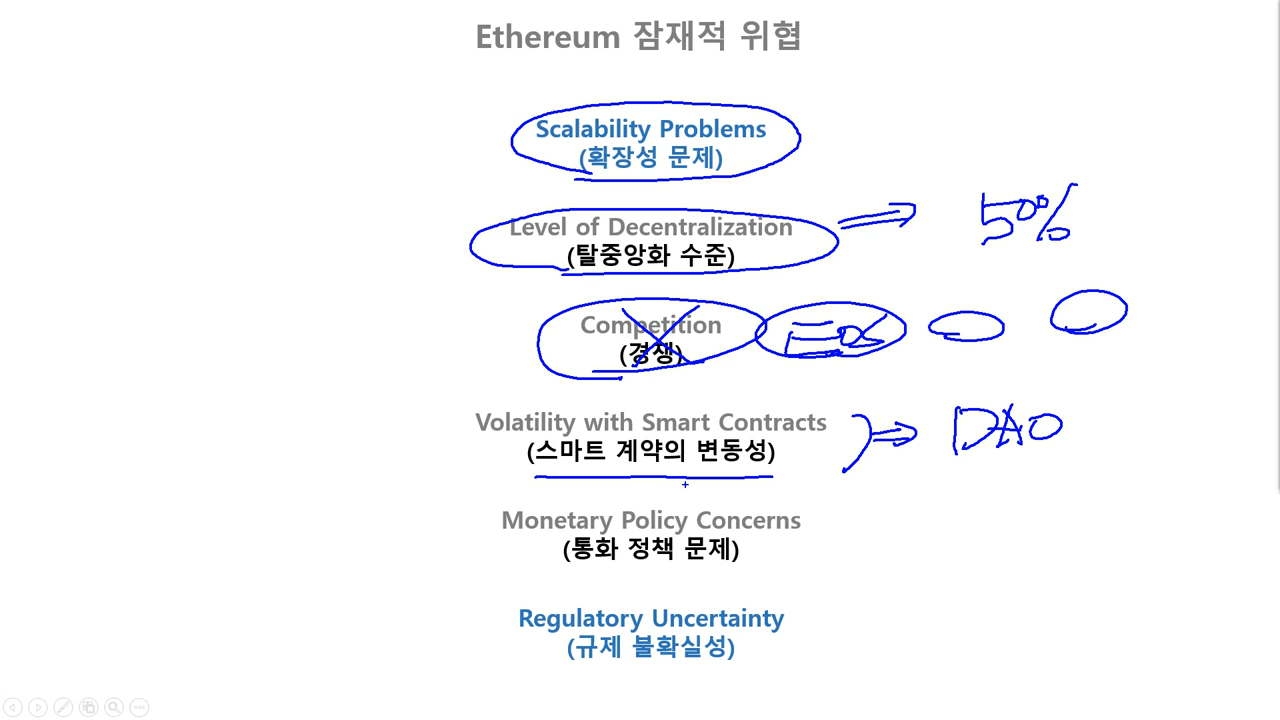 Ethereum 잠재적 위협
Scalability Problems
(확장성 문제)
Level of Decentralization
(탈중앙화 수준)
50%
Competition
(경쟁)
EOS
Volatility with Smart Contracts
(스마트 계약의 변동성)
DAO
Monetary Policy Concerns
(통화 정책 문제)
Regulatory Uncertainty
(규제 불확실성)